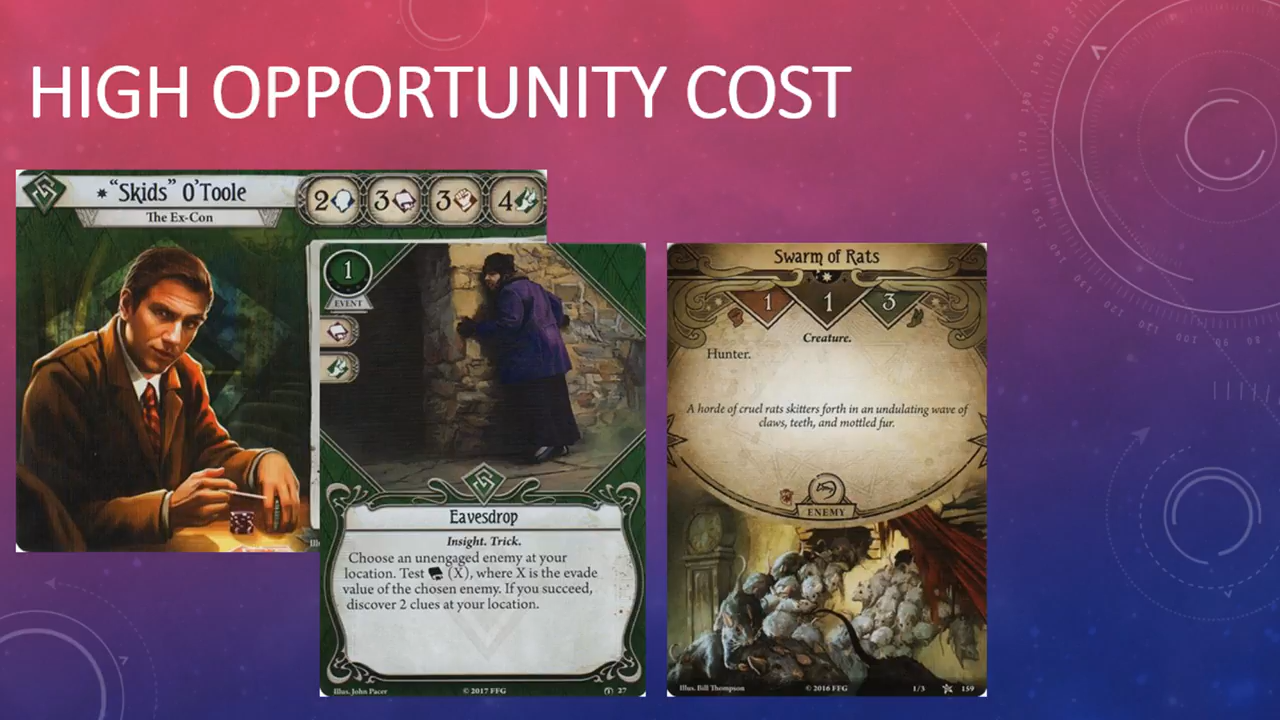 HIGH OPPORTUNITY COST
"Skids" O'Toole
The Ex-Con
2 3 3 4
1
EVENT
Eavesdrop
Insight. Trick.
Choose an unengaged enemy at your
location. Test (X), where X is the evade
value of the chosen enemy. If you succeed,
discover 2 clues at your location.
Illus. John Pacer © 2017 FFG 27
Swarm of Rats
1 1 3
Creature.
Hunter.
A horde of cruel rats skitters forth in an undulating wave of
claws, teeth, and mottled fur.
ENEMY
Illus. Bill Thompson © 2016 FFG 1/3 159